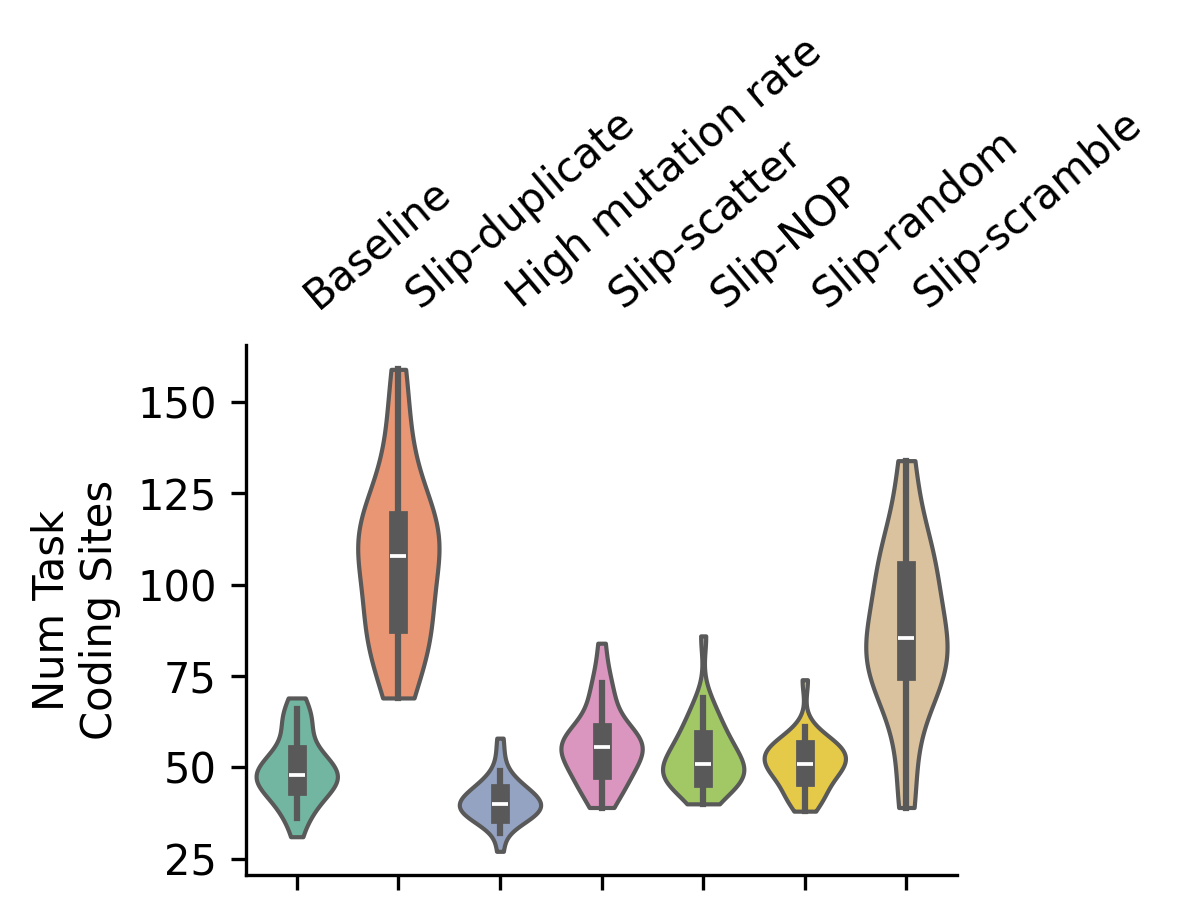 Baseline
Slip-duplicate
High mutation rate
Slip-scatter
Slip-NOP
Slip-random
Slip-scramble
Num Task
Coding Sites
150
125
100
75
50
25